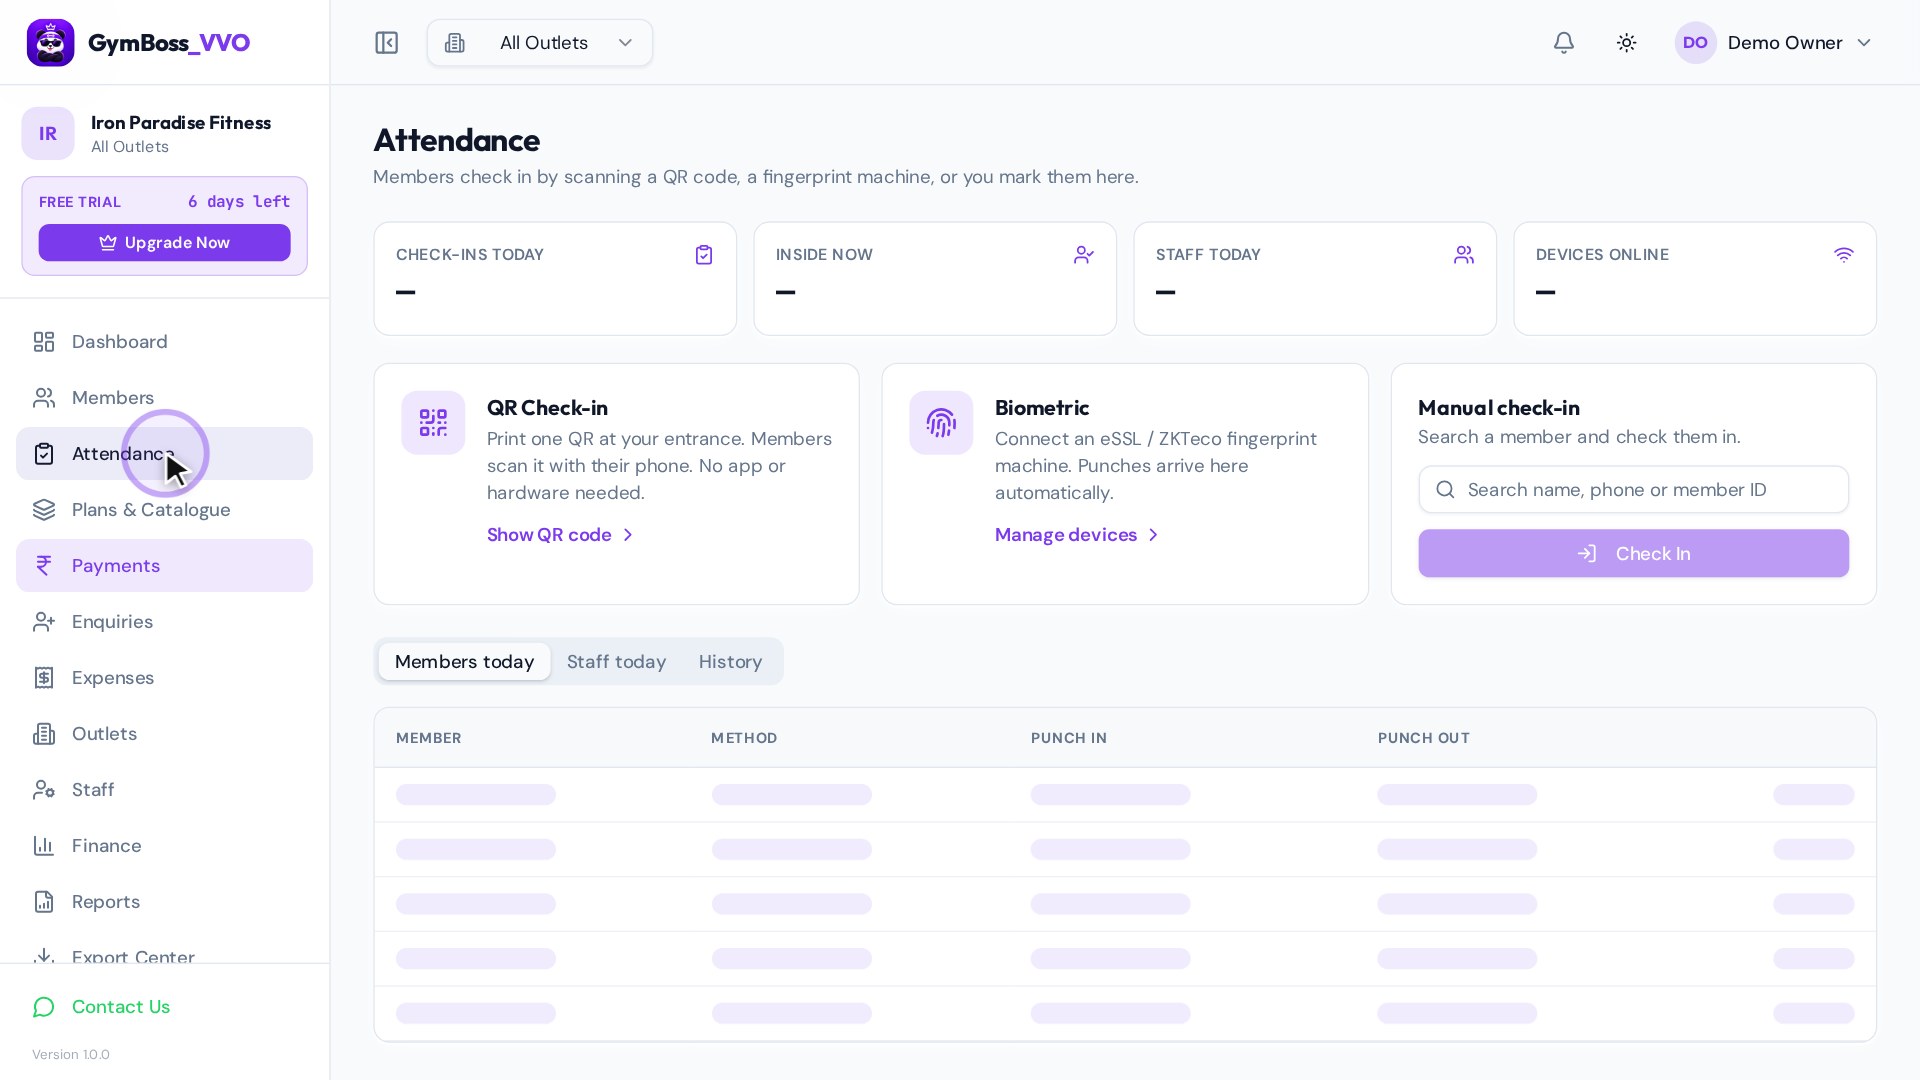 GymBoss_VVO
All Outlets
DO
Demo Owner
IR
Iron Paradise Fitness
All Outlets
FREE TRIAL
6 days left
Upgrade Now
Dashboard
Members
Attendance
Plans & Catalogue
Payments
Enquiries
Expenses
Outlets
Staff
Finance
Reports
Export Center
Contact Us
Version 1.0.0
Attendance
Members check in by scanning a QR code, a fingerprint machine, or you mark them here.
CHECK-INS TODAY
–
INSIDE NOW
–
STAFF TODAY
–
DEVICES ONLINE
–
QR Check-in
Print one QR at your entrance. Members
scan it with their phone. No app or
hardware needed.
Show QR code
Biometric
Connect an eSSL / ZKTeco fingerprint
machine. Punches arrive here
automatically.
Manage devices
Manual check-in
Search a member and check them in.
Search name, phone or member ID
Check In
Members today
Staff today
History
MEMBER
METHOD
PUNCH IN
PUNCH OUT